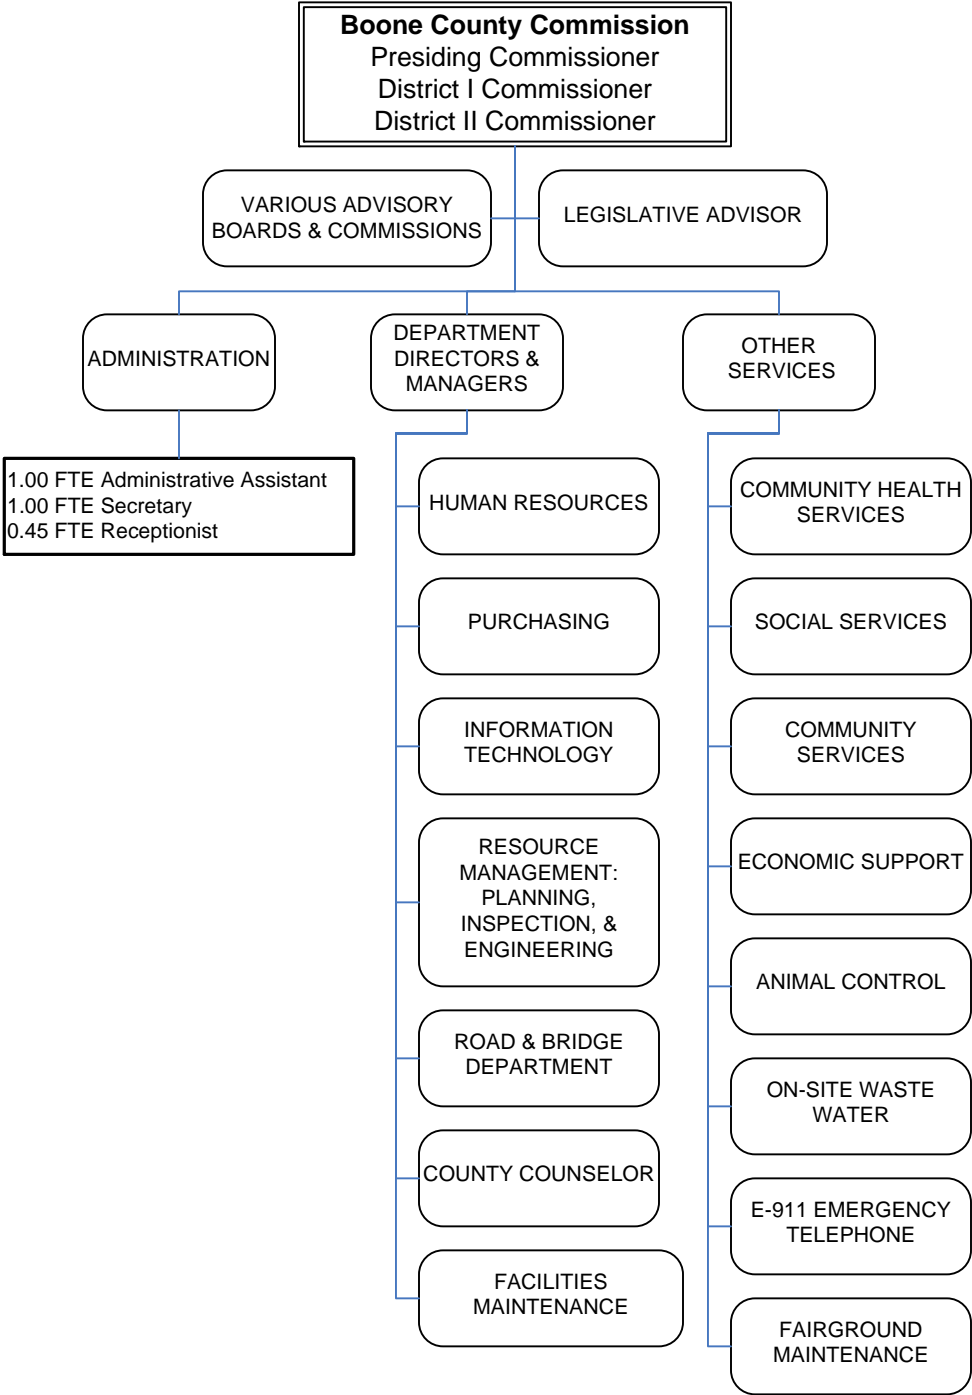 Boone County Commission
Presiding Commissioner
District I Commissioner
District II Commissioner
VARIOUS ADVISORY
BOARDS & COMMISSIONS
LEGISLATIVE ADVISOR
ADMINISTRATION
DEPARTMENT
DIRECTORS &
MANAGERS
OTHER
SERVICES
1.00 FTE Administrative Assistant
1.00 FTE Secretary
0.45 FTE Receptionist
HUMAN RESOURCES
PURCHASING
INFORMATION
TECHNOLOGY
RESOURCE
MANAGEMENT:
PLANNING,
INSPECTION, &
ENGINEERING
ROAD & BRIDGE
DEPARTMENT
COUNTY COUNSELOR
FACILITIES
MAINTENANCE
COMMUNITY HEALTH
SERVICES
SOCIAL SERVICES
COMMUNITY
SERVICES
ECONOMIC SUPPORT
ANIMAL CONTROL
ON-SITE WASTE
WATER
E-911 EMERGENCY
TELEPHONE
FAIRGROUND
MAINTENANCE